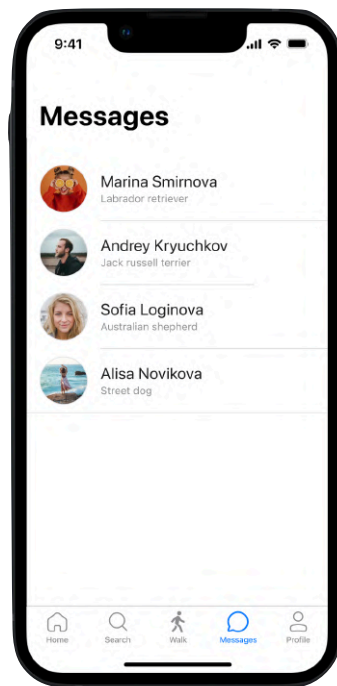 9:41
Messages
Marina Smirnova
Labrador retriever
Andrey Kryuchkov
Jack russell terrier
Sofia Loginova
Australian shepherd
Alisa Novikova
Street dog
Home Search Walk Messages Profile